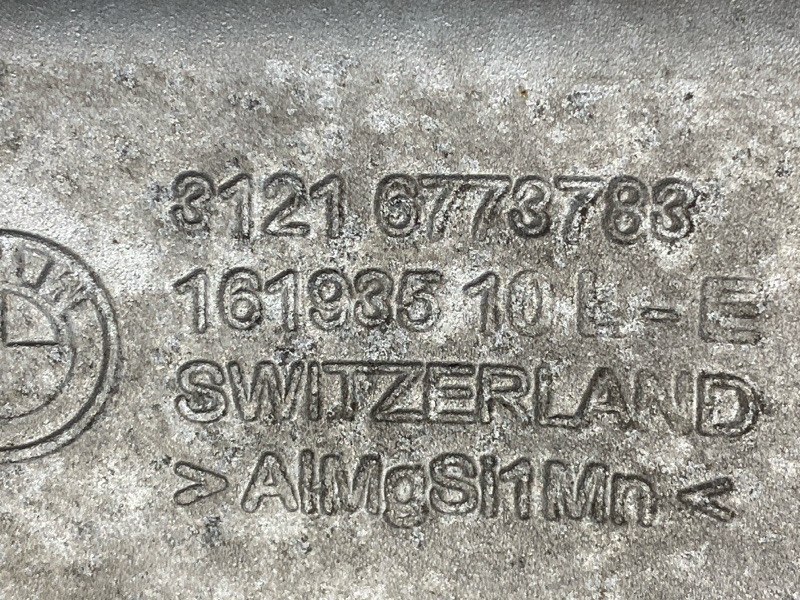 3121 6773783
161935 10 L - E
SWITZERLAND
> AlMgSi1Mn <